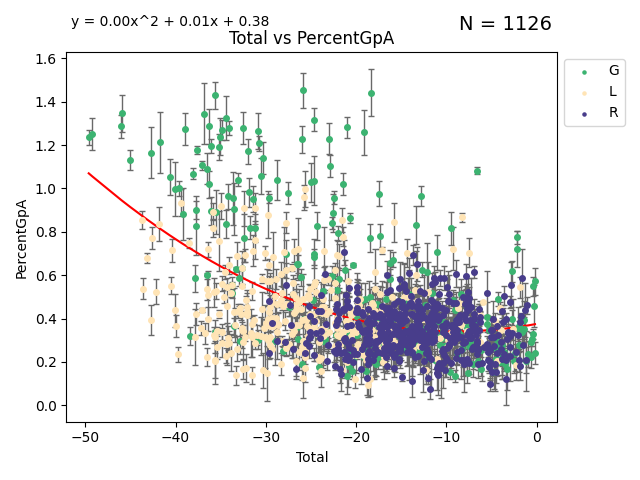 y = 0.00x^2 + 0.01x + 0.38
N = 1126
Total vs PercentGpA
G
L
R
1.6
1.4
1.2
1.0
0.8
0.6
0.4
0.2
0.0
PercentGpA
−50
−40
−30
−20
−10
0
Total